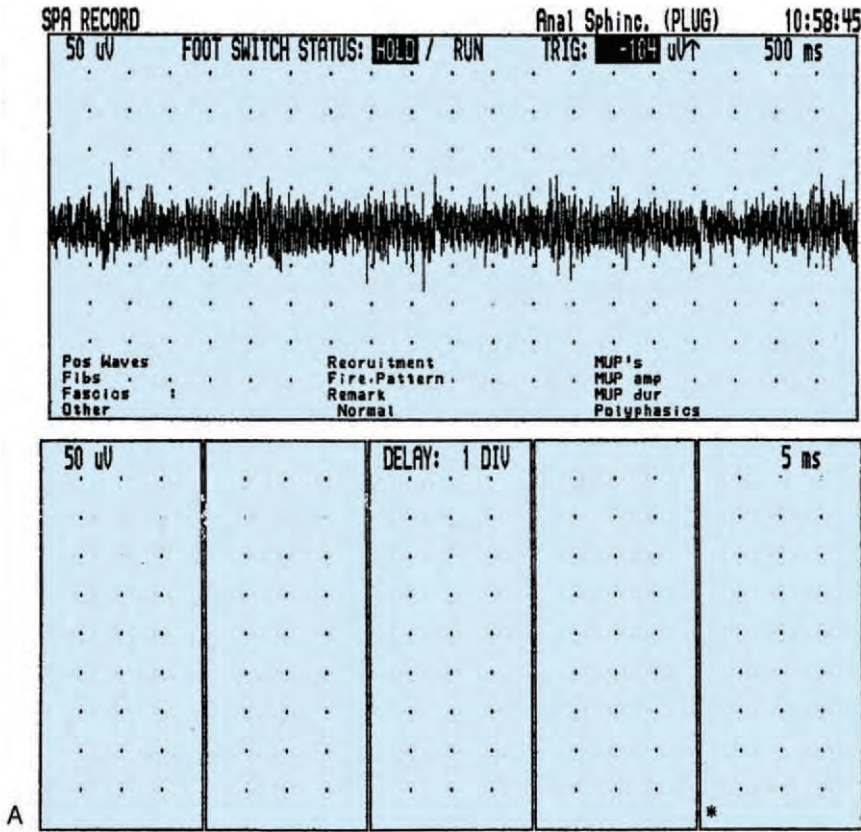 SPA RECORD Anal Sphinc. (PLUG) 10:58:45
50 uV FOOT SWITCH STATUS: HOLD / RUN TRIG: -104 uV↑ 500 ms
Pos Waves Recruitment MUP's
Fibs Fire.Pattern MUP amp
Fascics : Remark MUP dur
Other Normal Polyphasics
50 uV DELAY: 1 DIV 5 ms
*
A